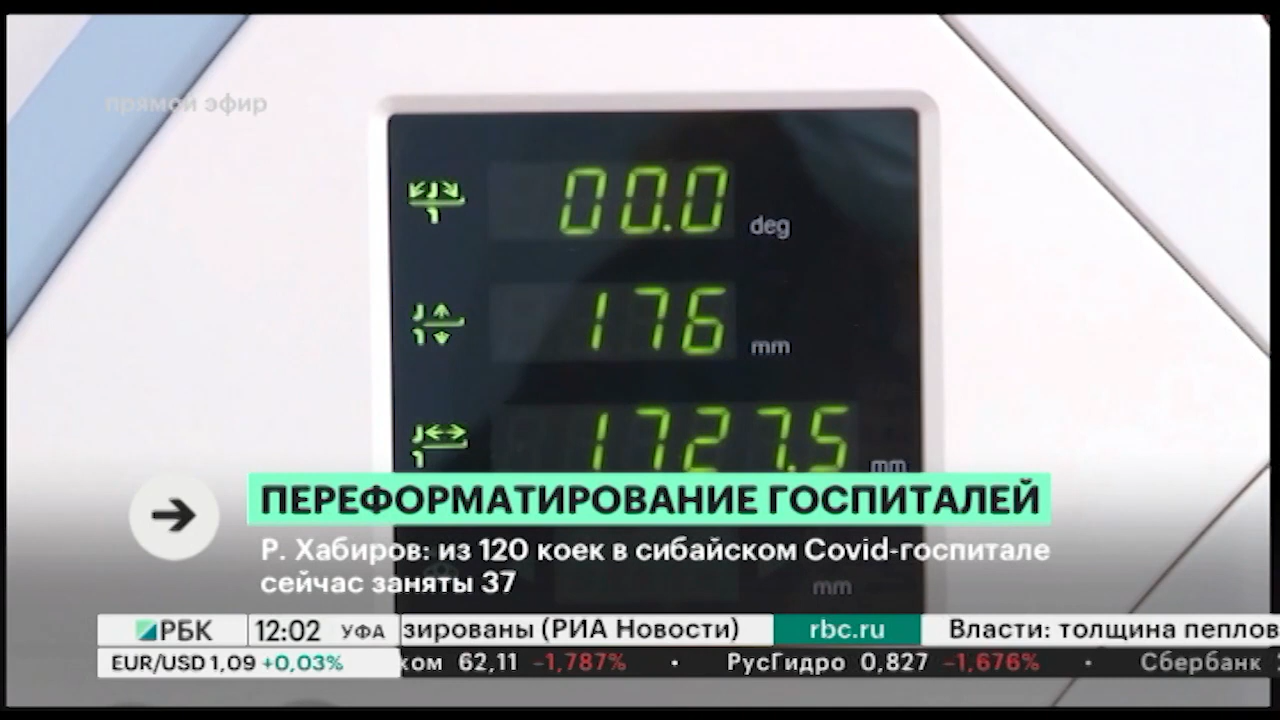 прямой эфир
00.0 deg
176 mm
1727.5 mm
ПЕРЕФОРМАТИРОВАНИЕ ГОСПИТАЛЕЙ
Р. Хабиров: из 120 коек в сибайском Covid-госпитале
сейчас заняты 37
mm
РБК 12:02 УФА зированы (РИА Новости) rbc.ru Власти: толщина пеплов
EUR/USD 1,09 +0,03% ком 62,11 -1,787% • РусГидро 0,827 -1,676% • Сбербанк